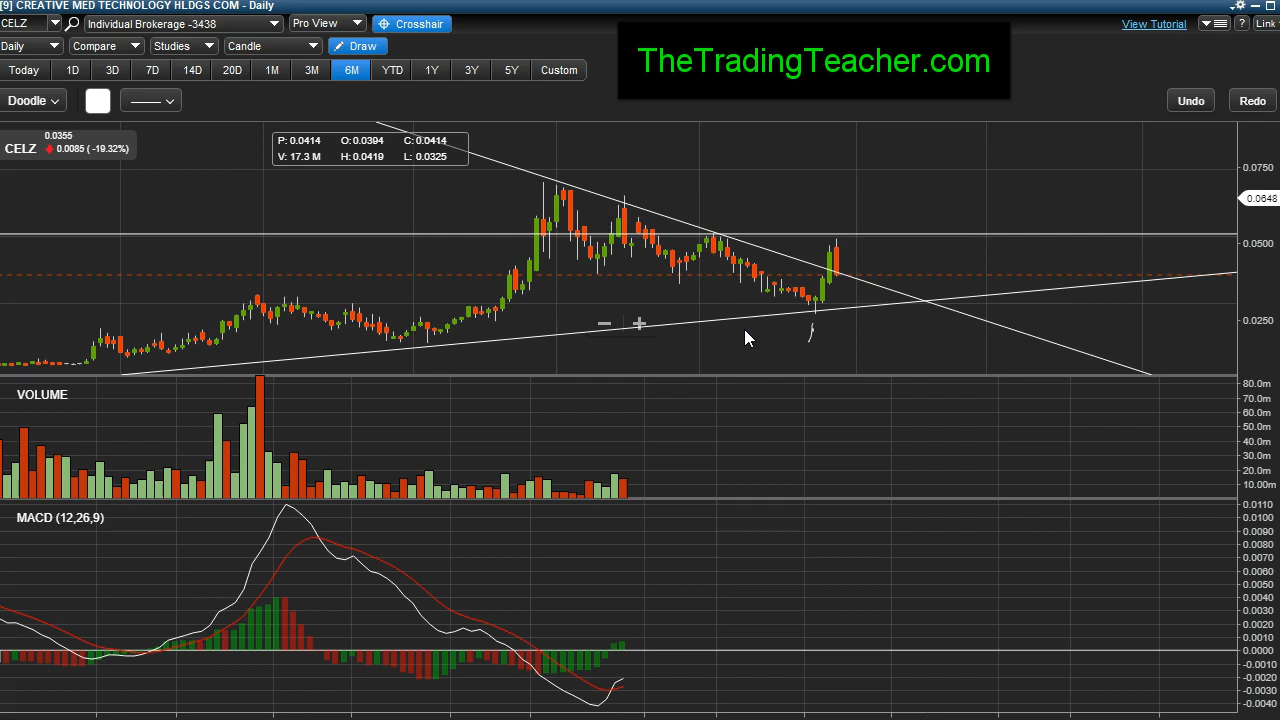 [9] CREATIVE MED TECHNOLOGY HLDGS COM - Daily
CELZ Individual Brokerage -3438 Pro View Crosshair View Tutorial ? Link
Daily Compare Studies Candle Draw
TheTradingTeacher.com
Today 1D 3D 7D 14D 20D 1M 3M 6M YTD 1Y 3Y 5Y Custom
Doodle Undo Redo
0.0355
CELZ 0.0085 ( -19.32%)
P: 0.0414 O: 0.0394 C: 0.0414
V: 17.3 M H: 0.0419 L: 0.0325
0.0750
0.0648
0.0500
0.0250
VOLUME
80.0m
70.0m
60.0m
50.0m
40.0m
30.0m
20.0m
10.00m
MACD (12,26,9)
0.0110
0.0100
0.0090
0.0080
0.0070
0.0060
0.0050
0.0040
0.0030
0.0020
0.0010
0.0000
-0.0010
-0.0020
-0.0030
-0.0040